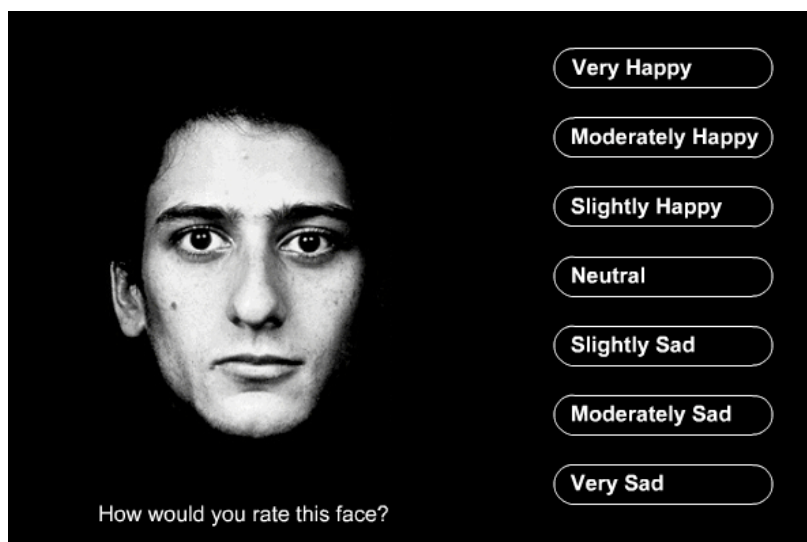 Very Happy
Moderately Happy
Slightly Happy
Neutral
Slightly Sad
Moderately Sad
Very Sad
How would you rate this face?